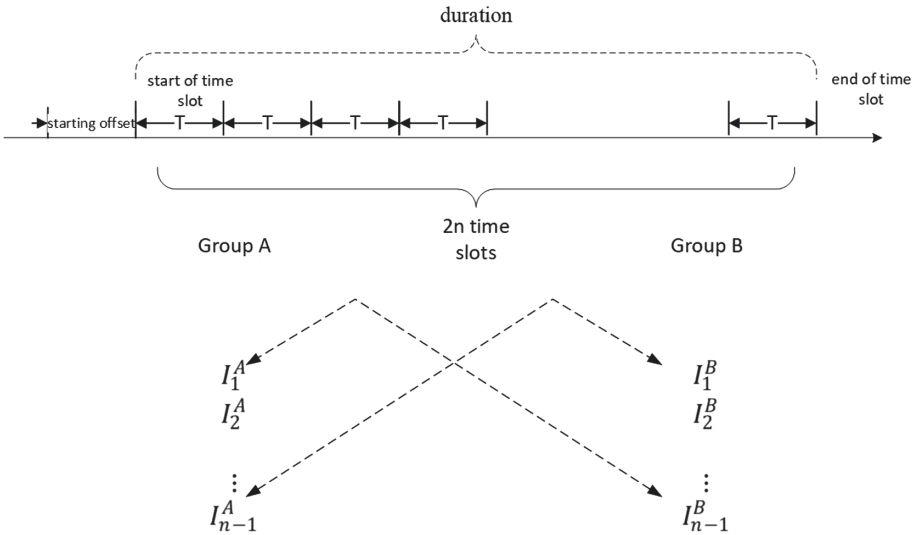 duration
start of time
slot
end of time
slot
starting offset
T
T
T
T
T
2n time
slots
Group A
Group B
I_1^A
I_1^B
I_2^A
I_2^B
⋮
⋮
I_{n-1}^A
I_{n-1}^B